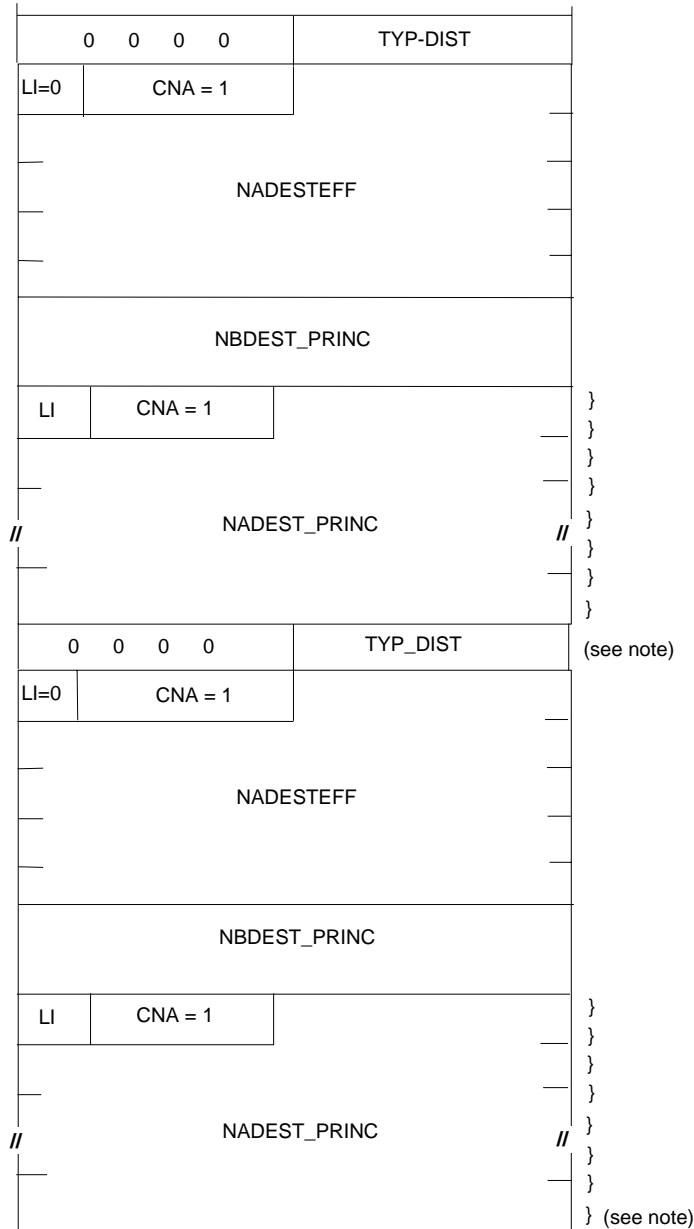 0 0 0 0 TYP-DIST
LI=0 CNA = 1
NADESTEFF
NBDEST_PRINC
LI CNA = 1 }
}
}
}
NADEST_PRINC }
// // }
}
}
0 0 0 0 TYP_DIST (see note)
LI=0 CNA = 1
NADESTEFF
NBDEST_PRINC
LI CNA = 1 }
}
}
}
NADEST_PRINC }
// // }
}
} (see note)